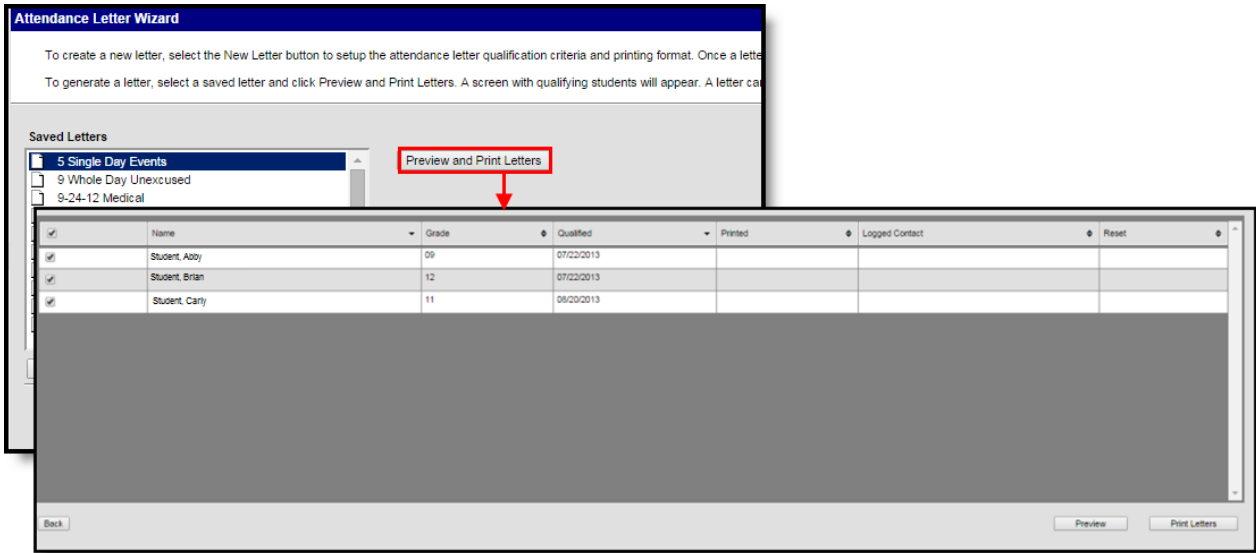 Attendance Letter Wizard
To create a new letter, select the New Letter button to setup the attendance letter qualification criteria and printing format. Once a lette
To generate a letter, select a saved letter and click Preview and Print Letters. A screen with qualifying students will appear. A letter ca
Saved Letters
5 Single Day Events
Preview and Print Letters
9 Whole Day Unexcused
9-24-12 Medical
Name Grade Qualified Printed Logged Contact Reset
Student, Abby 09 07/22/2013
Student, Brian 12 07/22/2013
Student, Carly 11 08/20/2013
Back Preview Print Letters